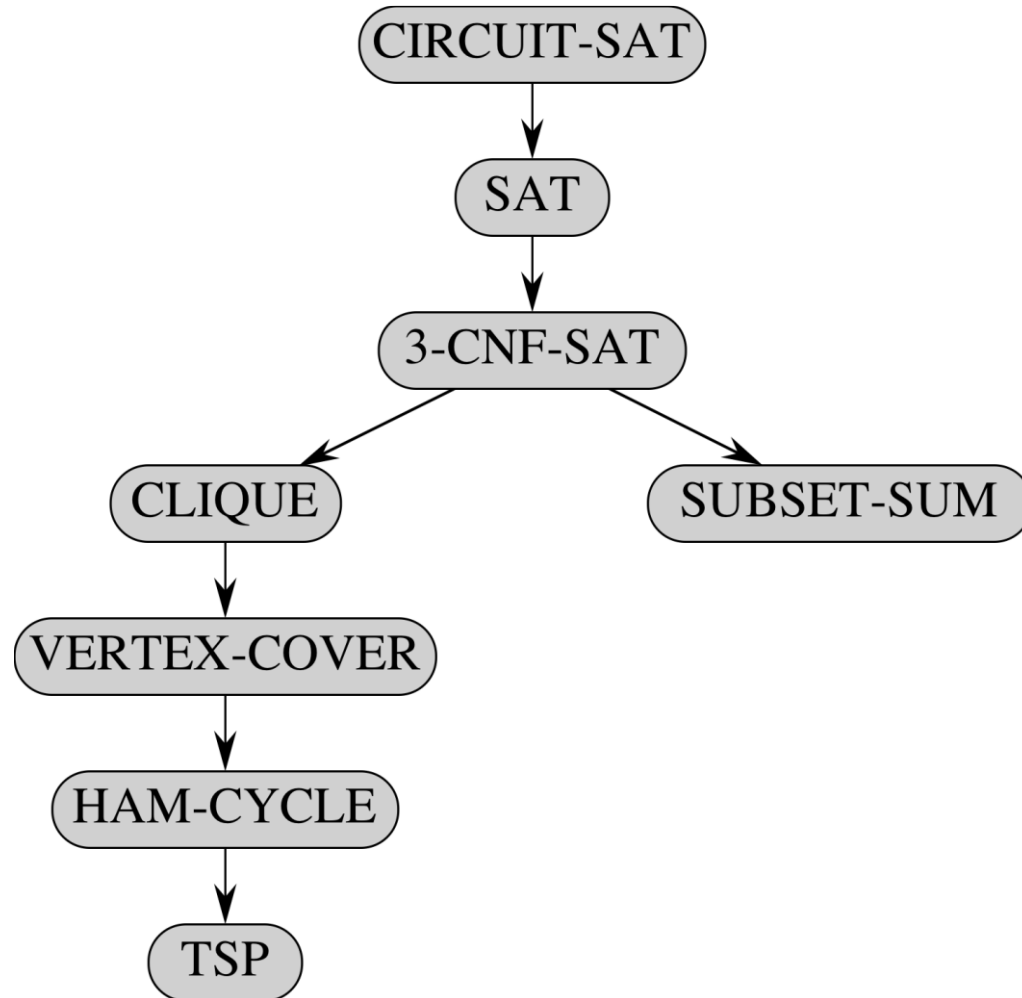 CIRCUIT-SAT
SAT
3-CNF-SAT
CLIQUE
SUBSET-SUM
VERTEX-COVER
HAM-CYCLE
TSP